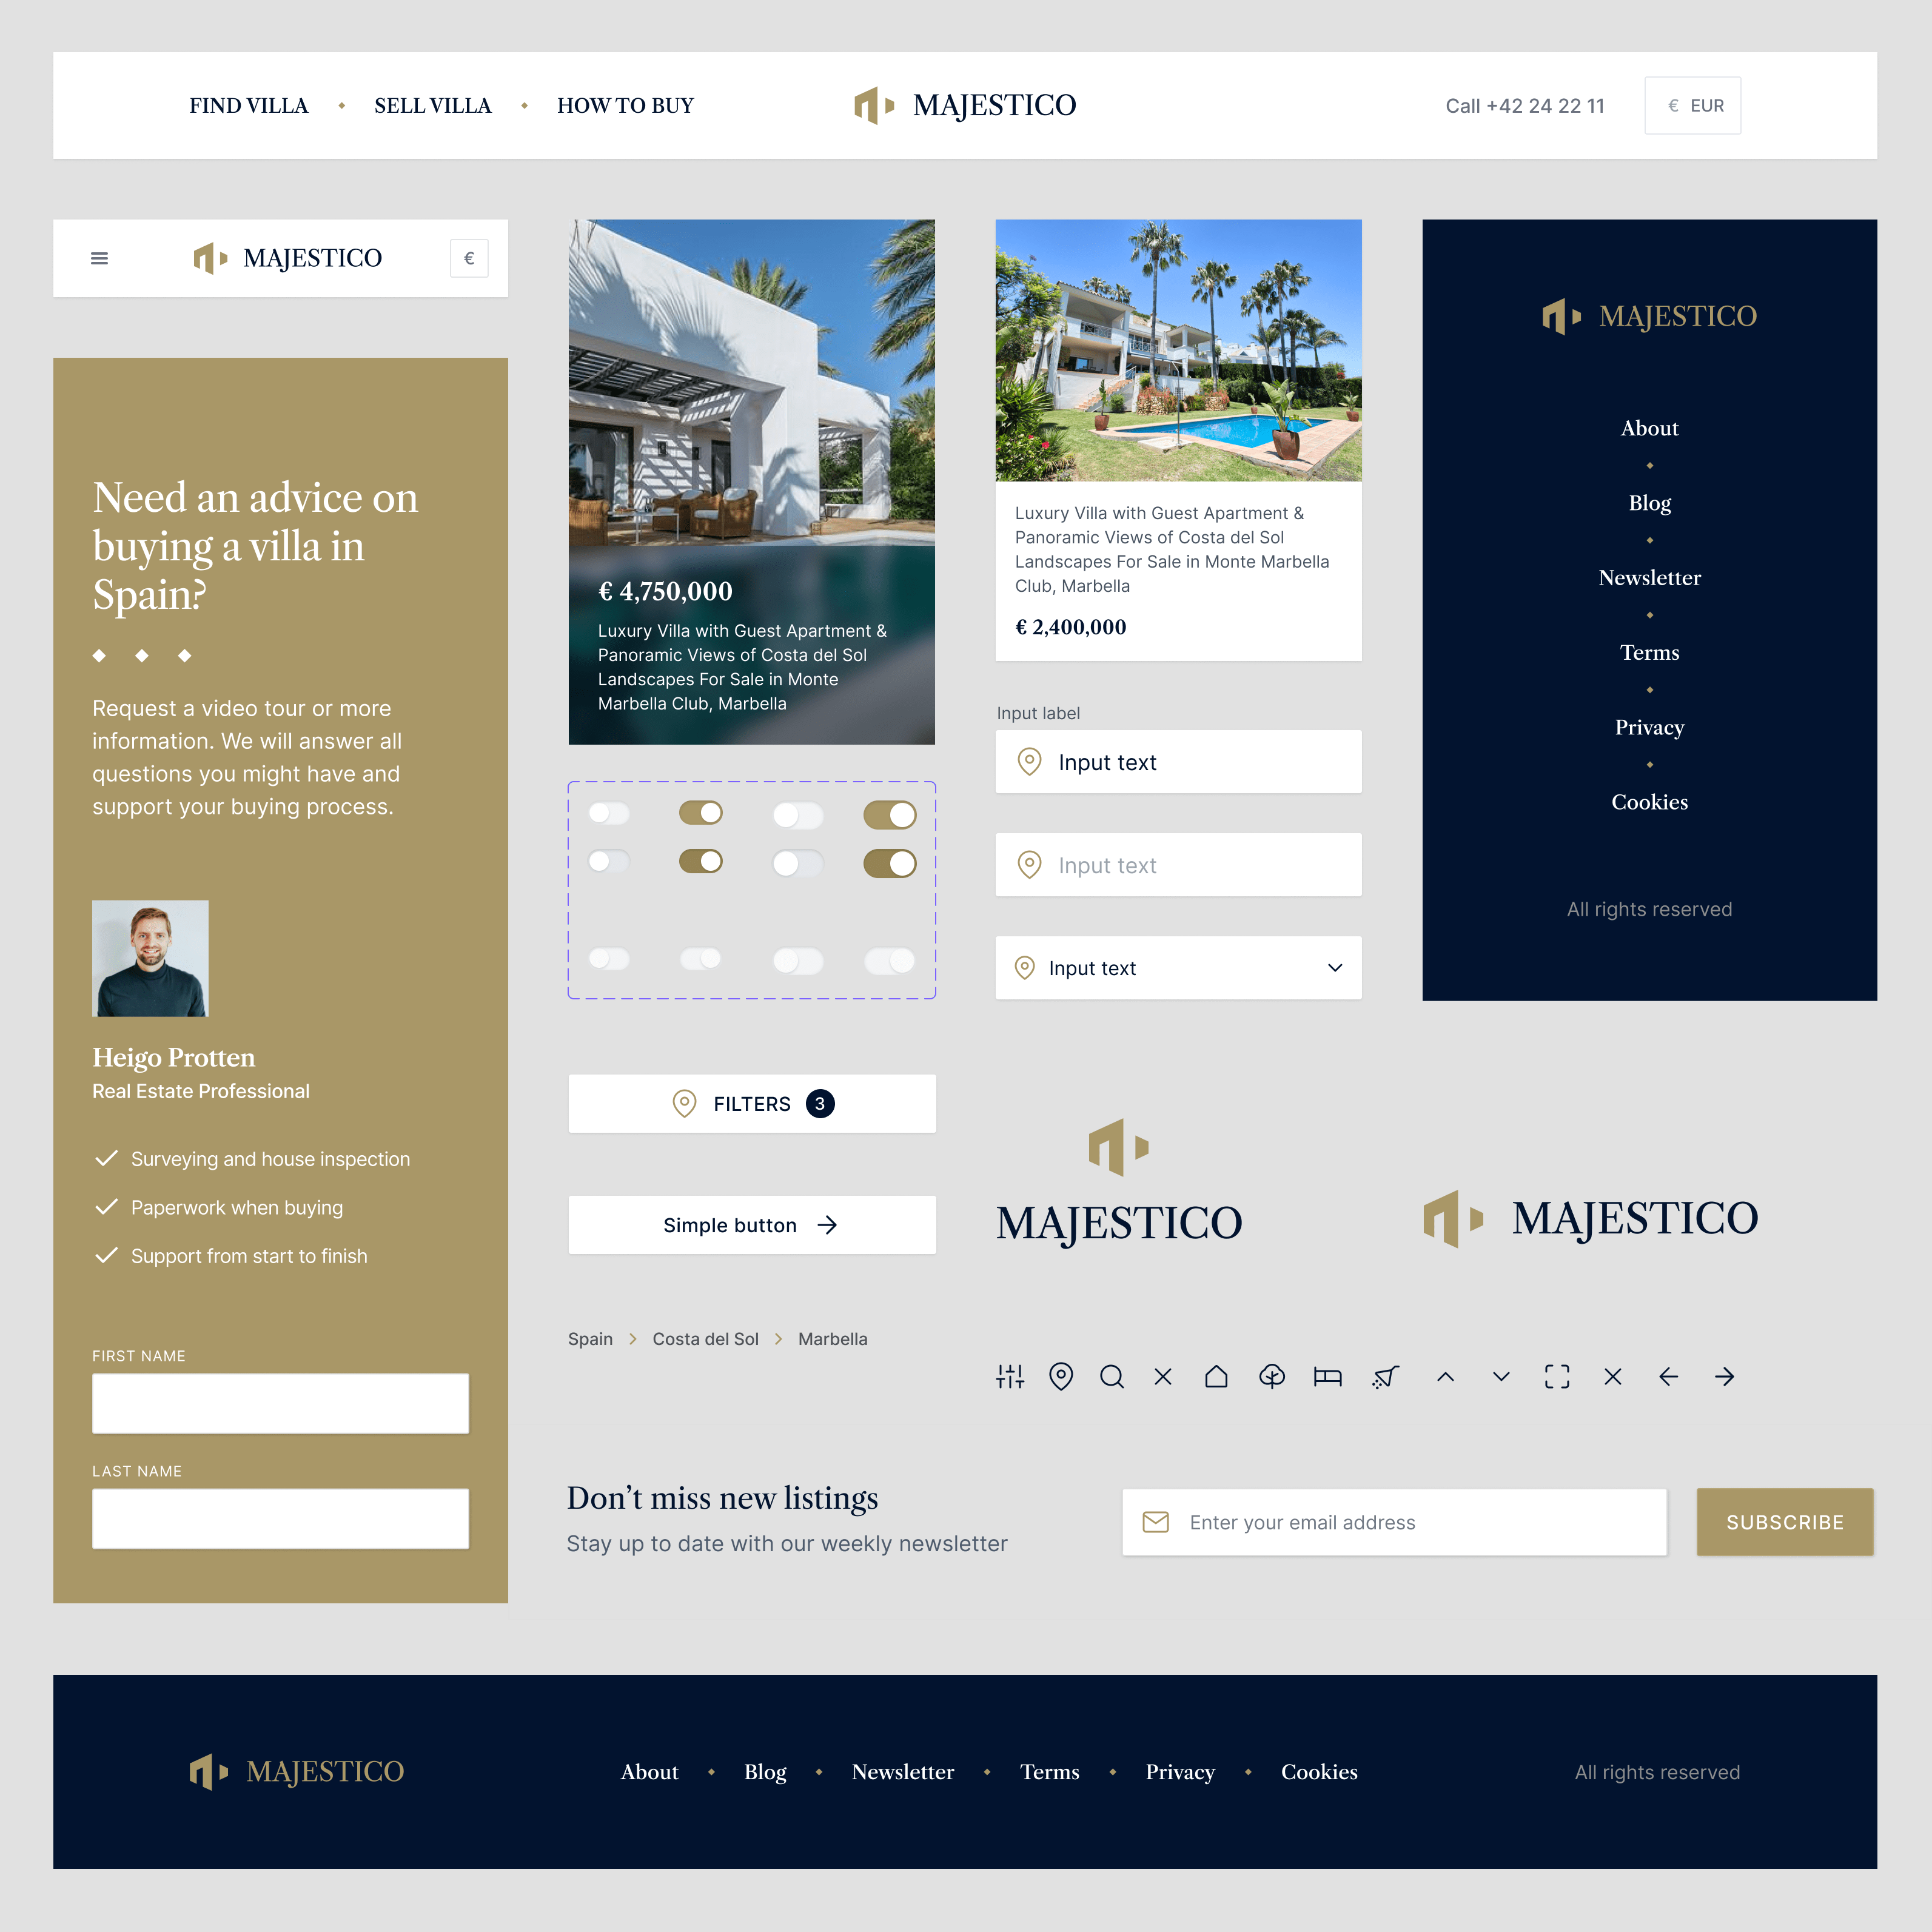 FIND VILLA
SELL VILLA
HOW TO BUY
MAJESTICO
Call +42 24 22 11
€ EUR
MAJESTICO
€
Need an advice on
buying a villa in
Spain?
Request a video tour or more
information. We will answer all
questions you might have and
support your buying process.
Heigo Protten
Real Estate Professional
Surveying and house inspection
Paperwork when buying
Support from start to finish
FIRST NAME
LAST NAME
€ 4,750,000
Luxury Villa with Guest Apartment &
Panoramic Views of Costa del Sol
Landscapes For Sale in Monte
Marbella Club, Marbella
FILTERS 3
Simple button
Spain
Costa del Sol
Marbella
Luxury Villa with Guest Apartment &
Panoramic Views of Costa del Sol
Landscapes For Sale in Monte Marbella
Club, Marbella
€ 2,400,000
Input label
Input text
Input text
Input text
MAJESTICO
About
Blog
Newsletter
Terms
Privacy
Cookies
All rights reserved
MAJESTICO
MAJESTICO
Don’t miss new listings
Stay up to date with our weekly newsletter
Enter your email address
SUBSCRIBE
MAJESTICO
About
Blog
Newsletter
Terms
Privacy
Cookies
All rights reserved